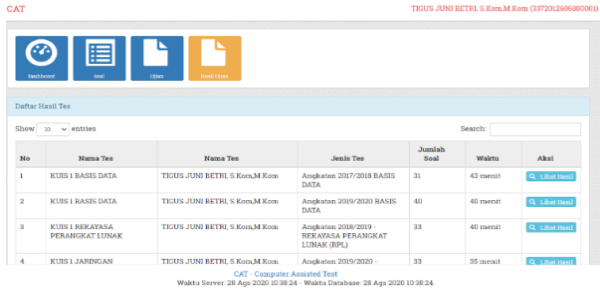 CAT
TIGUS JUNI BETRI, S.Kom,M.Kom (3372012606880001)
Dashboard Soal Ujian Hasil Ujian
Daftar Hasil Tes
Show 10 entries Search:
No Nama Tes Nama Tes Jenis Tes Jumlah Soal Waktu Aksi
1 KUIS 1 BASIS DATA TIGUS JUNI BETRI, S.Kom,M.Kom Angkatan 2017/2018 BASIS DATA 31 43 menit Lihat Hasil
2 KUIS 1 BASIS DATA TIGUS JUNI BETRI, S.Kom,M.Kom Angkatan 2019/2020 BASIS DATA 40 40 menit Lihat Hasil
3 KUIS 1 REKAYASA PERANGKAT LUNAK TIGUS JUNI BETRI, S.Kom,M.Kom Angkatan 2018/2019 - REKAYASA PERANGKAT LUNAK (RPL) 33 40 menit Lihat Hasil
4 KUIS 1 JARINGAN TIGUS JUNI BETRI, S.Kom,M.Kom Angkatan 2019/2020 - 33 35 menit Lihat Hasil
CAT - Computer Assisted Test
Waktu Server: 28 Ags 2020 10:38:24 - Waktu Database: 28 Ags 2020 10:38:24.